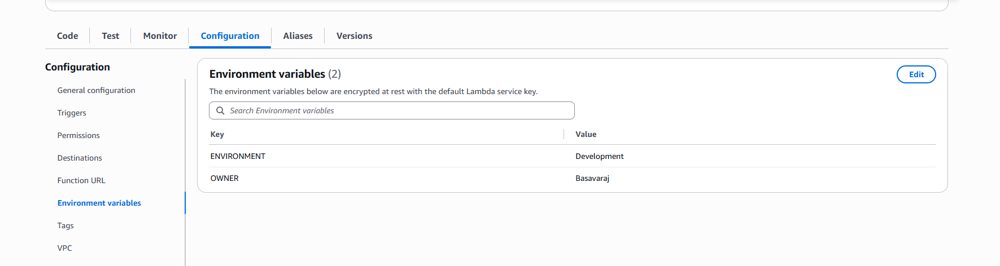 Code Test Monitor Configuration Aliases Versions
Configuration
General configuration
Triggers
Permissions
Destinations
Function URL
Environment variables
Tags
VPC
Environment variables (2)
Edit
The environment variables below are encrypted at rest with the default Lambda service key.
Search Environment variables
Key Value
ENVIRONMENT Development
OWNER Basavaraj